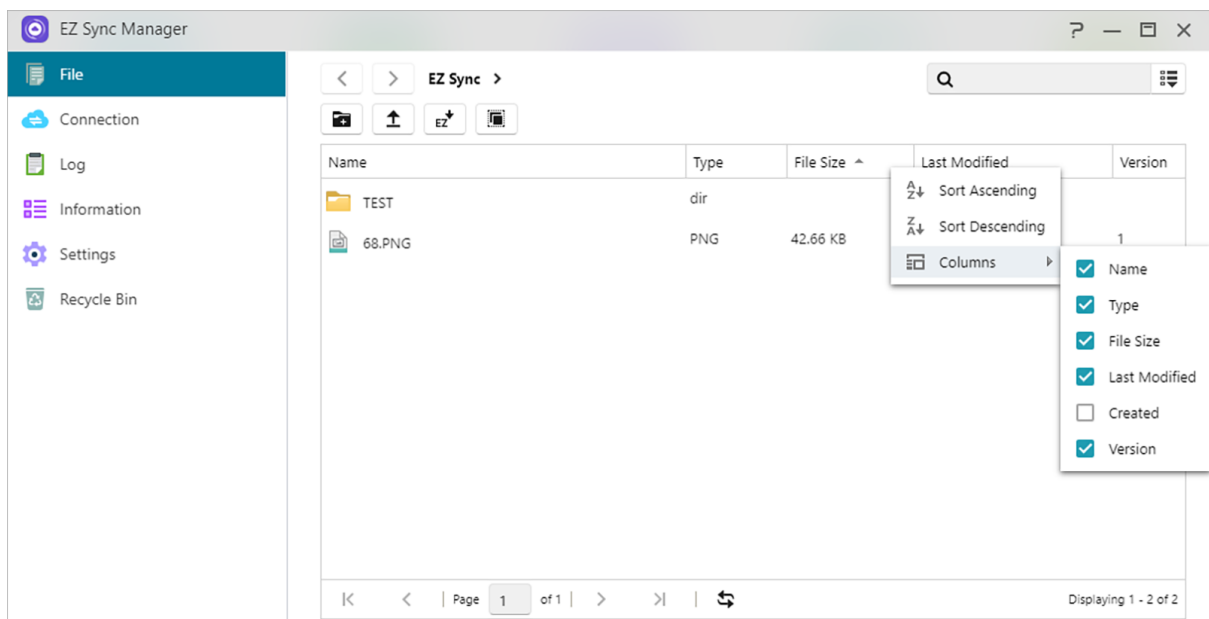 EZ Sync Manager
File
Connection
Log
Information
Settings
Recycle Bin
EZ Sync
EZ
Name Type File Size Last Modified Version
TEST dir
68.PNG PNG 42.66 KB 1
Sort Ascending
Sort Descending
Columns
Name
Type
File Size
Last Modified
Created
Version
Page 1 of 1
Displaying 1 - 2 of 2